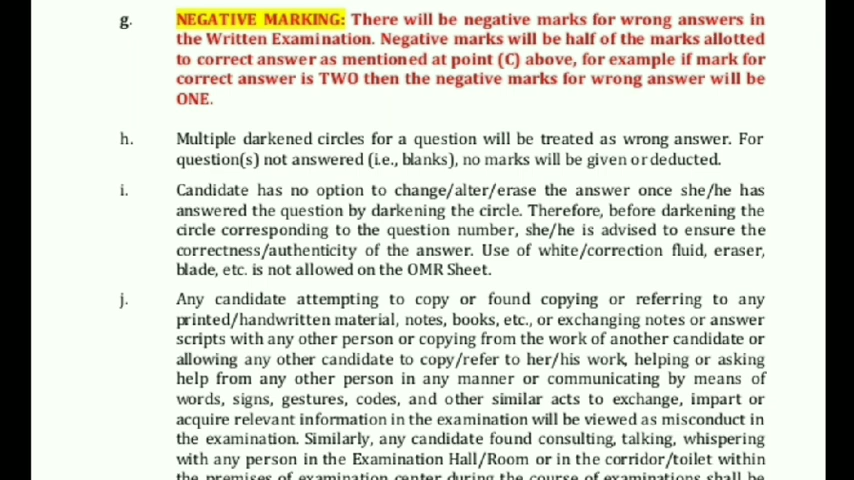 g. NEGATIVE MARKING: There will be negative marks for wrong answers in
the Written Examination. Negative marks will be half of the marks allotted
to correct answer as mentioned at point (C) above, for example if mark for
correct answer is TWO then the negative marks for wrong answer will be
ONE.
h. Multiple darkened circles for a question will be treated as wrong answer. For
question(s) not answered (i.e., blanks), no marks will be given or deducted.
i. Candidate has no option to change/alter/erase the answer once she/he has
answered the question by darkening the circle. Therefore, before darkening the
circle corresponding to the question number, she/he is advised to ensure the
correctness/authenticity of the answer. Use of white/correction fluid, eraser,
blade, etc. is not allowed on the OMR Sheet.
j. Any candidate attempting to copy or found copying or referring to any
printed/handwritten material, notes, books, etc., or exchanging notes or answer
scripts with any other person or copying from the work of another candidate or
allowing any other candidate to copy/refer to her/his work, helping or asking
help from any other person in any manner or communicating by means of
words, signs, gestures, codes, and other similar acts to exchange, impart or
acquire relevant information in the examination will be viewed as misconduct in
the examination. Similarly, any candidate found consulting, talking, whispering
with any person in the Examination Hall/Room or in the corridor/toilet within
the premises of examination center during the course of examinations shall be